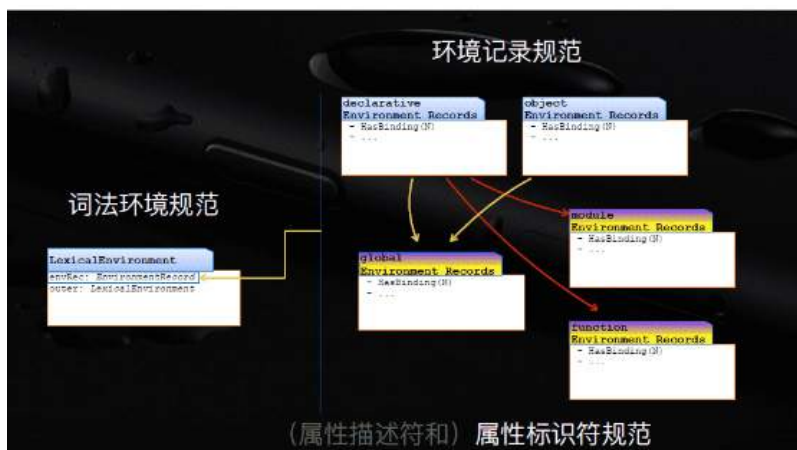 环境记录规范
declarative
Environment Records
- HasBinding(N)
- ...
object
Environment Records
- HasBinding(N)
- ...
词法环境规范
LexicalEnvironment
envRec: EnvironmentRecord
outer: LexicalEnvironment
global
Environment Records
- HasBinding(N)
- ...
module
Environment Records
- HasBinding(N)
- ...
function
Environment Records
- HasBinding(N)
- ...
（属性描述符和）属性标识符规范